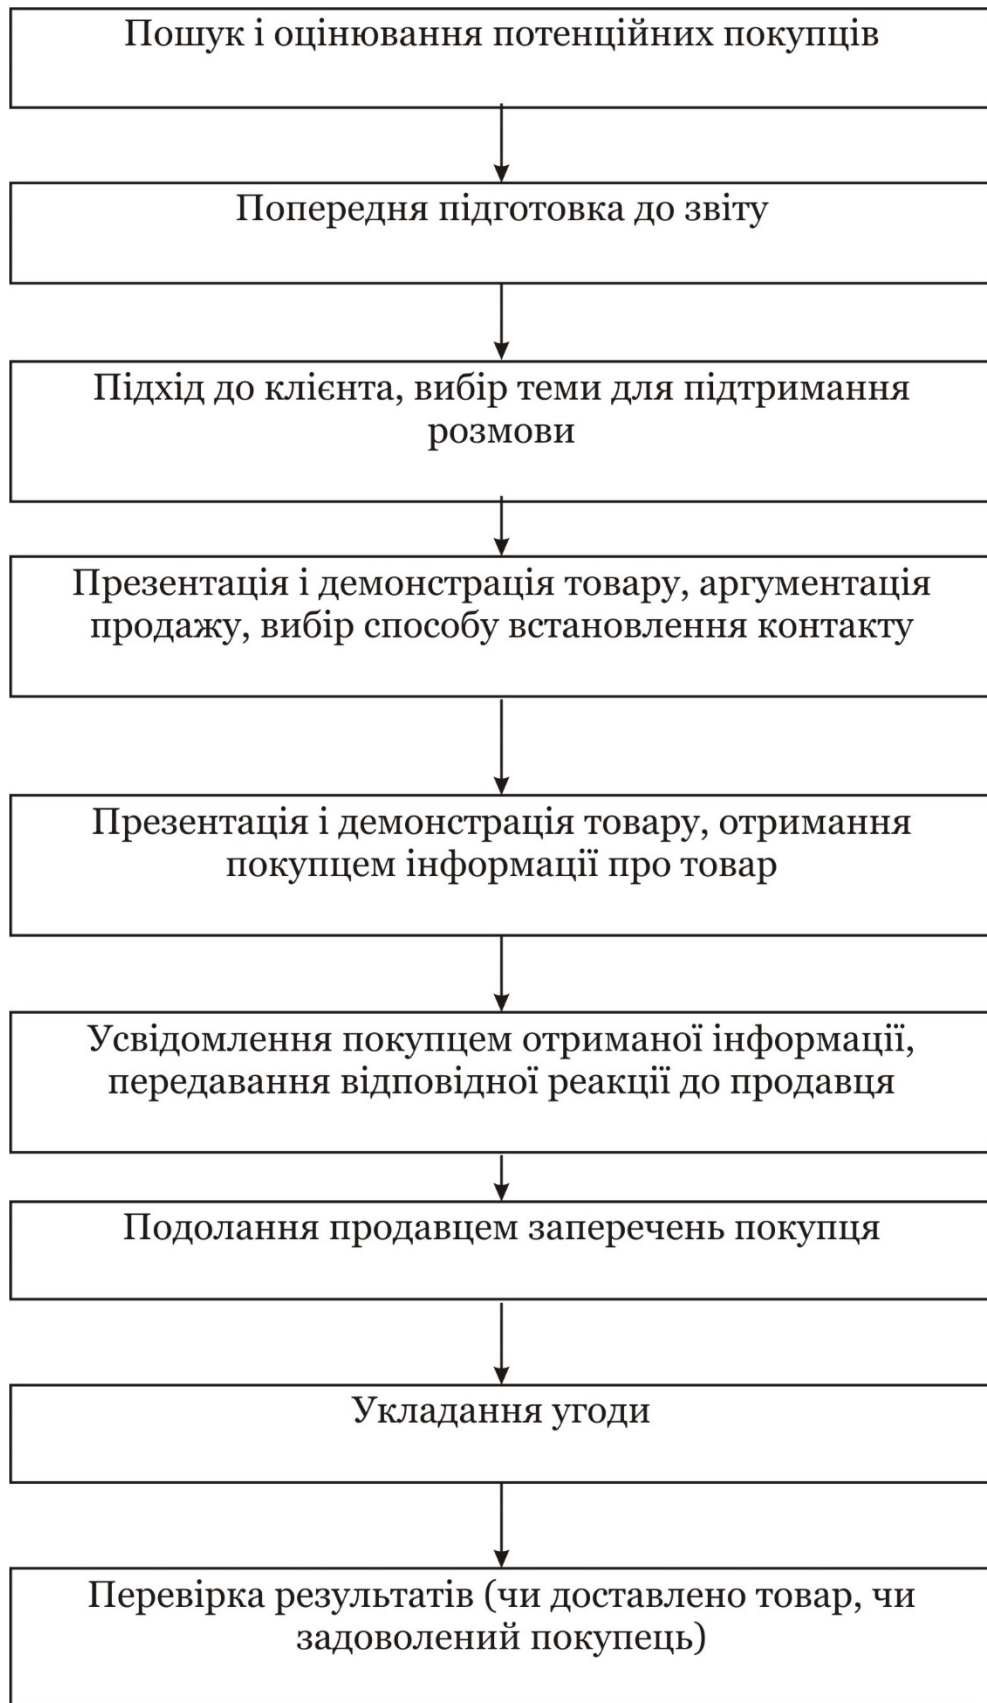 Пошук і оцінювання потенційних покупців
Попередня підготовка до звіту
Підхід до клієнта, вибір теми для підтримання
розмови
Презентація і демонстрація товару, аргументація
продажу, вибір способу встановлення контакту
Презентація і демонстрація товару, отримання
покупцем інформації про товар
Усвідомлення покупцем отриманої інформації,
передавання відповідної реакції до продавця
Подолання продавцем заперечень покупця
Укладання угоди
Перевірка результатів (чи доставлено товар, чи
задоволений покупець)